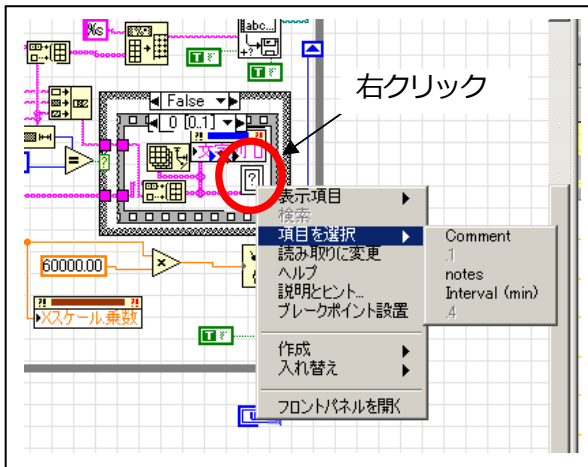 %s
abc...
T
T
右クリック
False
0 [0..1]
文字列[]
?
?
表示項目
検索
項目を選択
読み取りに変更
ヘルプ
説明とヒント...
ブレークポイント設置
作成
入れ替え
フロントパネルを開く
Comment
.1
notes
Interval (min)
.4
60000.00
Xスケール.乗数
T